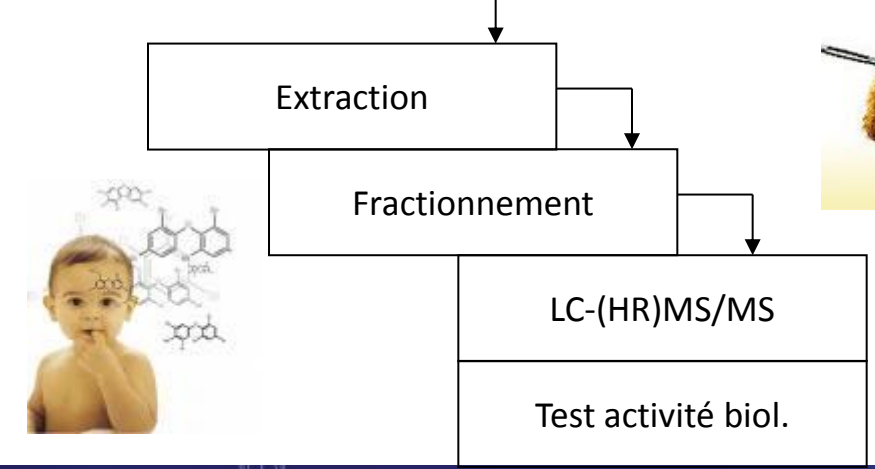 Extraction
Fractionnement
LC-(HR)MS/MS
Test activité biol.